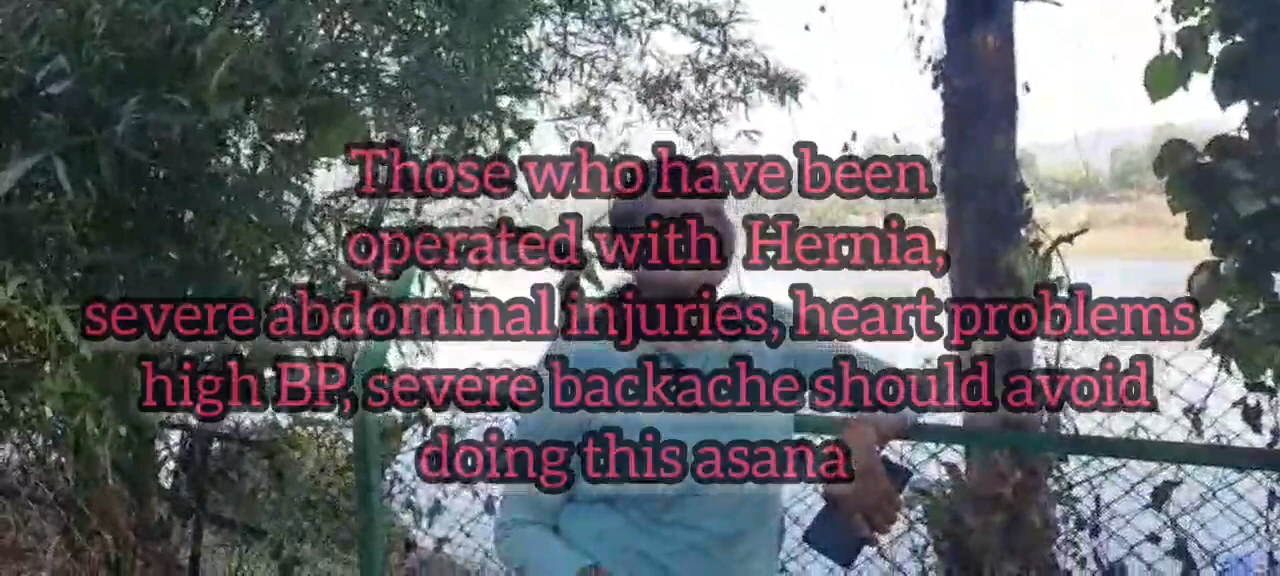 Those who have been
operated with Hernia,
severe abdominal injuries, heart problems
high BP, severe backache should avoid
doing this asana